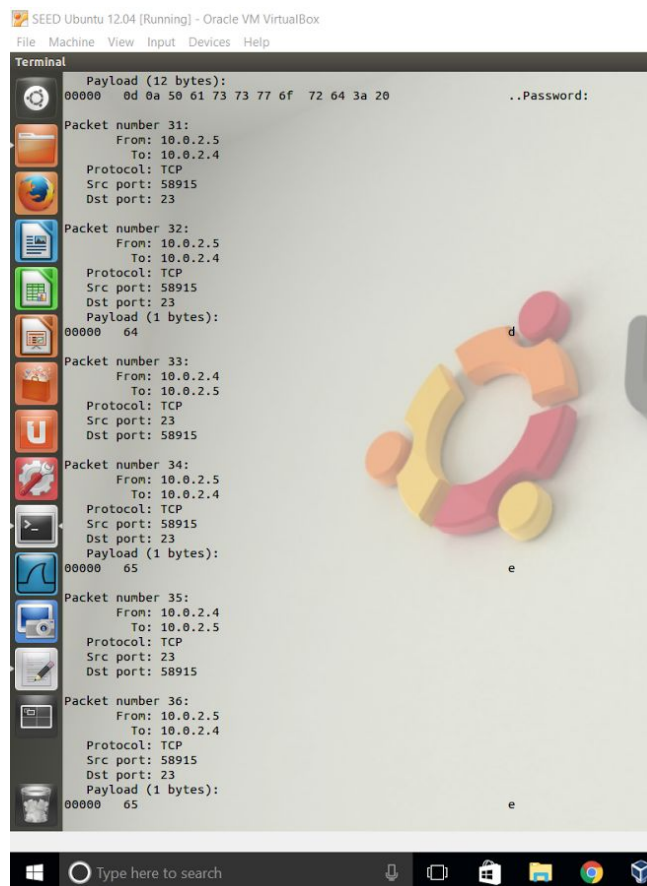 SEED Ubuntu 12.04 [Running] - Oracle VM VirtualBox
File Machine View Input Devices Help
Terminal
Payload (12 bytes):
00000 0d 0a 50 61 73 73 77 6f 72 64 3a 20 ..Password:
Packet number 31:
From: 10.0.2.5
To: 10.0.2.4
Protocol: TCP
Src port: 58915
Dst port: 23
Packet number 32:
From: 10.0.2.5
To: 10.0.2.4
Protocol: TCP
Src port: 58915
Dst port: 23
Payload (1 bytes):
00000 64 d
Packet number 33:
From: 10.0.2.4
To: 10.0.2.5
Protocol: TCP
Src port: 23
Dst port: 58915
Packet number 34:
From: 10.0.2.5
To: 10.0.2.4
Protocol: TCP
Src port: 58915
Dst port: 23
Payload (1 bytes):
00000 65 e
Packet number 35:
From: 10.0.2.4
To: 10.0.2.5
Protocol: TCP
Src port: 23
Dst port: 58915
Packet number 36:
From: 10.0.2.5
To: 10.0.2.4
Protocol: TCP
Src port: 58915
Dst port: 23
Payload (1 bytes):
00000 65 e
Type here to search